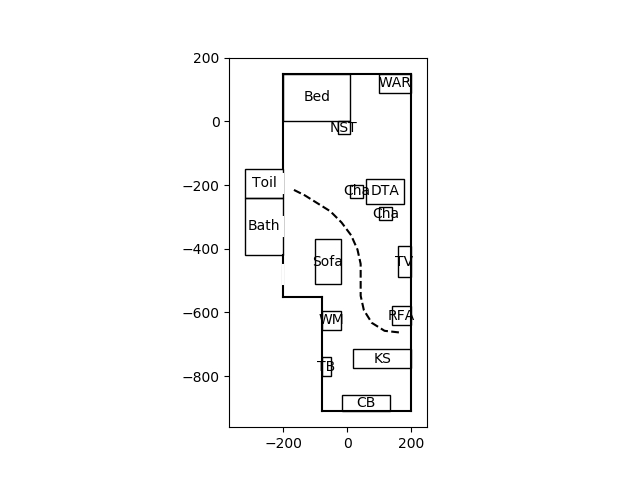 200
WAR
Bed
0
NST
Toil
−200
Cha
DTA
Cha
Bath
−400
Sofa
TV
−600
WM
RFA
KS
TB
−800
CB
−200
0
200